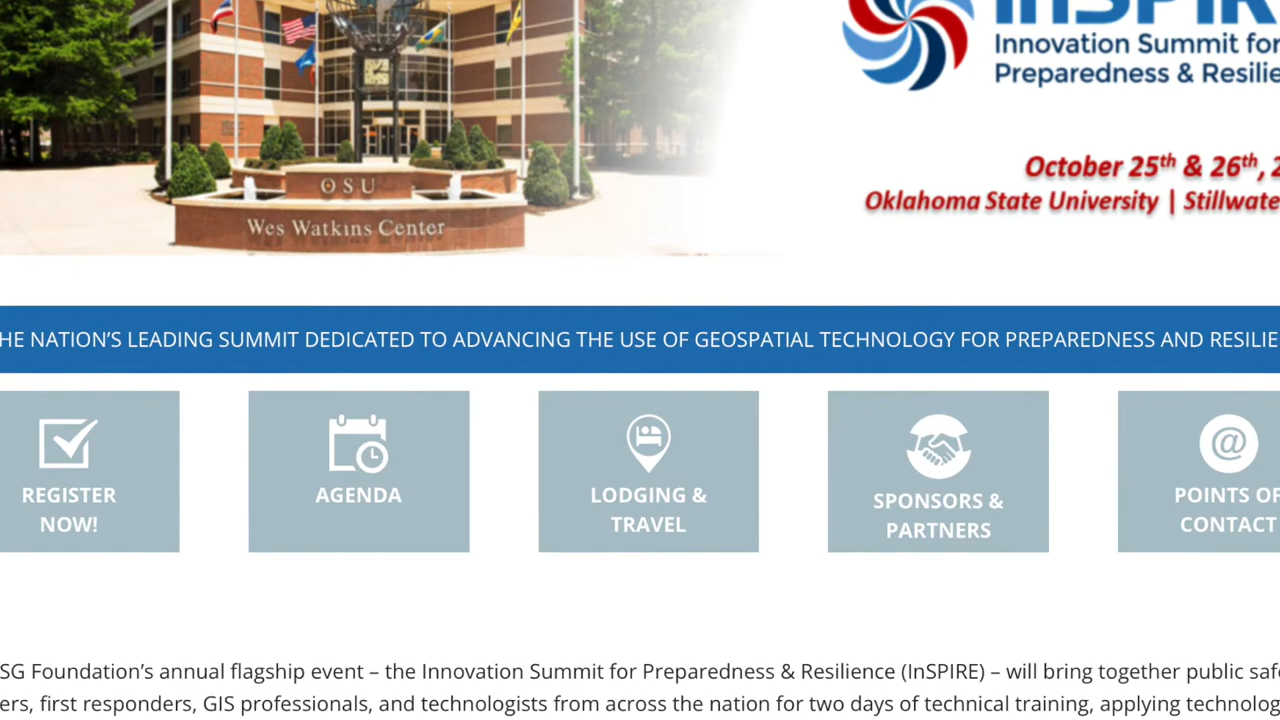 InSPIR
Innovation Summit for
Preparedness & Resilie
October 25th & 26th, 2
Oklahoma State University | Stillwate
OSU
Wes Watkins Center
HE NATION'S LEADING SUMMIT DEDICATED TO ADVANCING THE USE OF GEOSPATIAL TECHNOLOGY FOR PREPAREDNESS AND RESILIE
REGISTER
NOW!
AGENDA
LODGING &
TRAVEL
SPONSORS &
PARTNERS
@
POINTS OF
CONTACT
SG Foundation's annual flagship event – the Innovation Summit for Preparedness & Resilience (InSPIRE) – will bring together public safe
ers, first responders, GIS professionals, and technologists from across the nation for two days of technical training, applying technolog